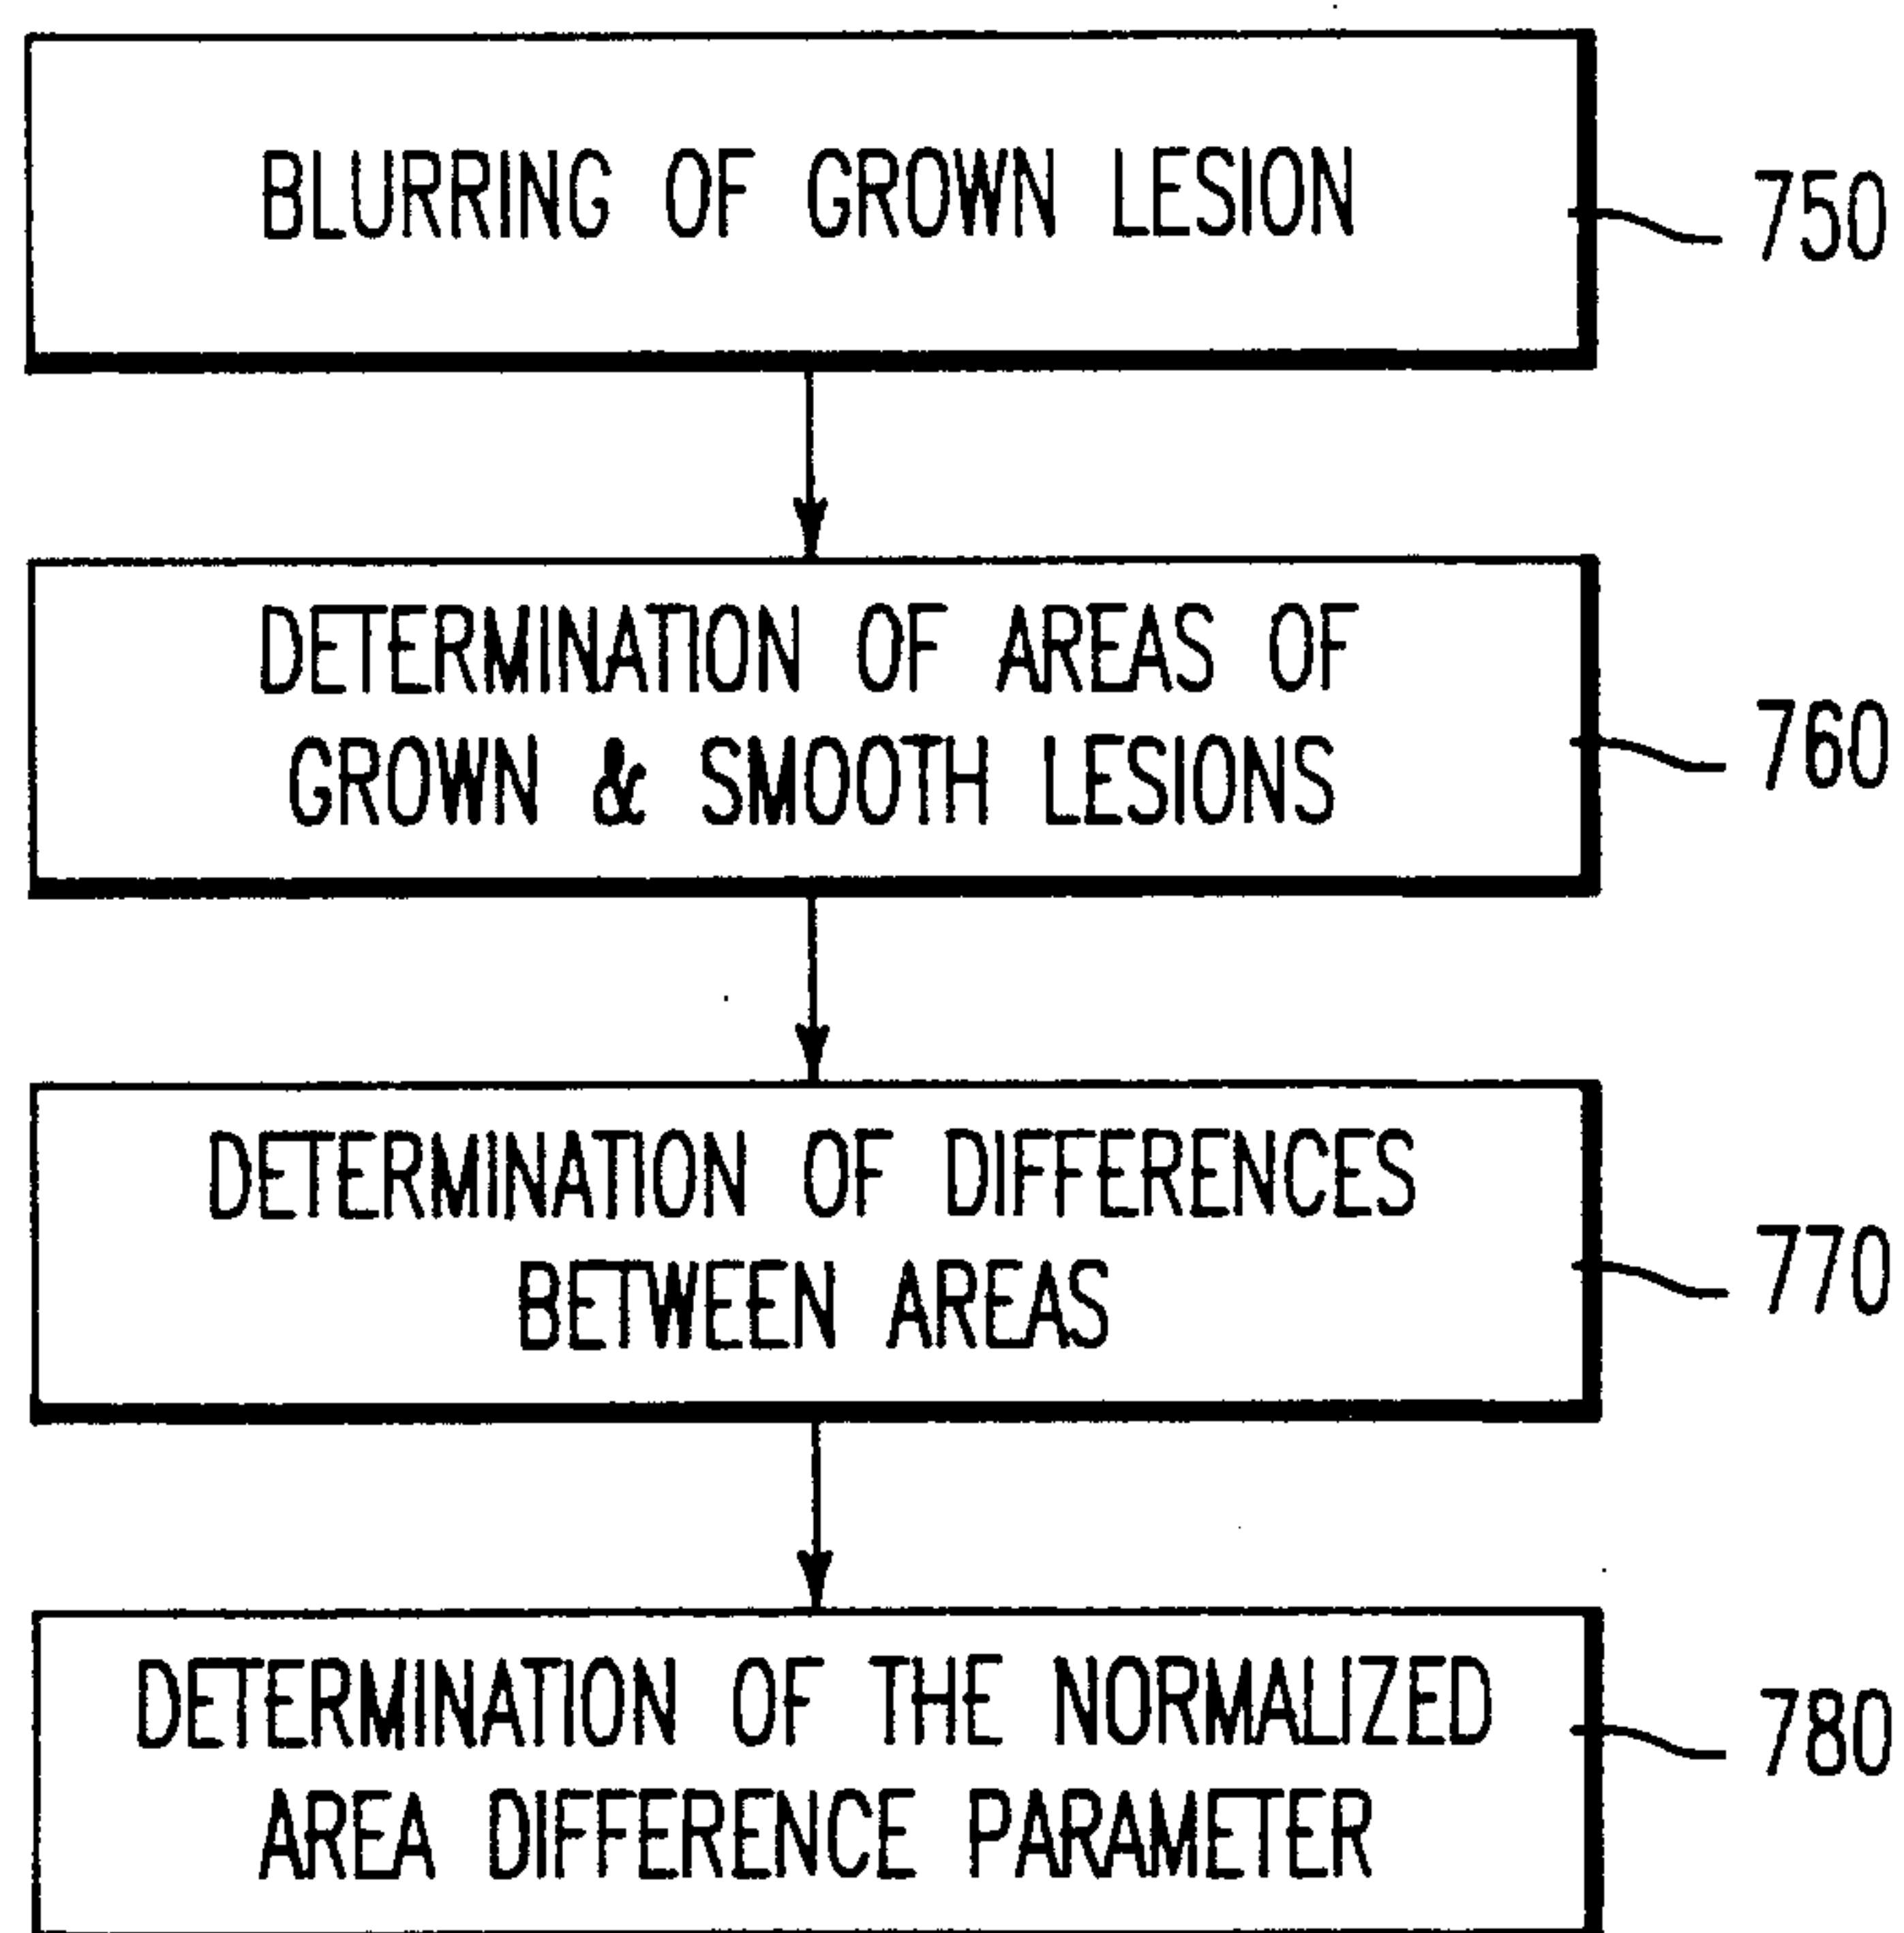 BLURRING OF GROWN LESION
750
DETERMINATION OF AREAS OF
GROWN & SMOOTH LESIONS
760
DETERMINATION OF DIFFERENCES
BETWEEN AREAS
770
DETERMINATION OF THE NORMALIZED
AREA DIFFERENCE PARAMETER
780